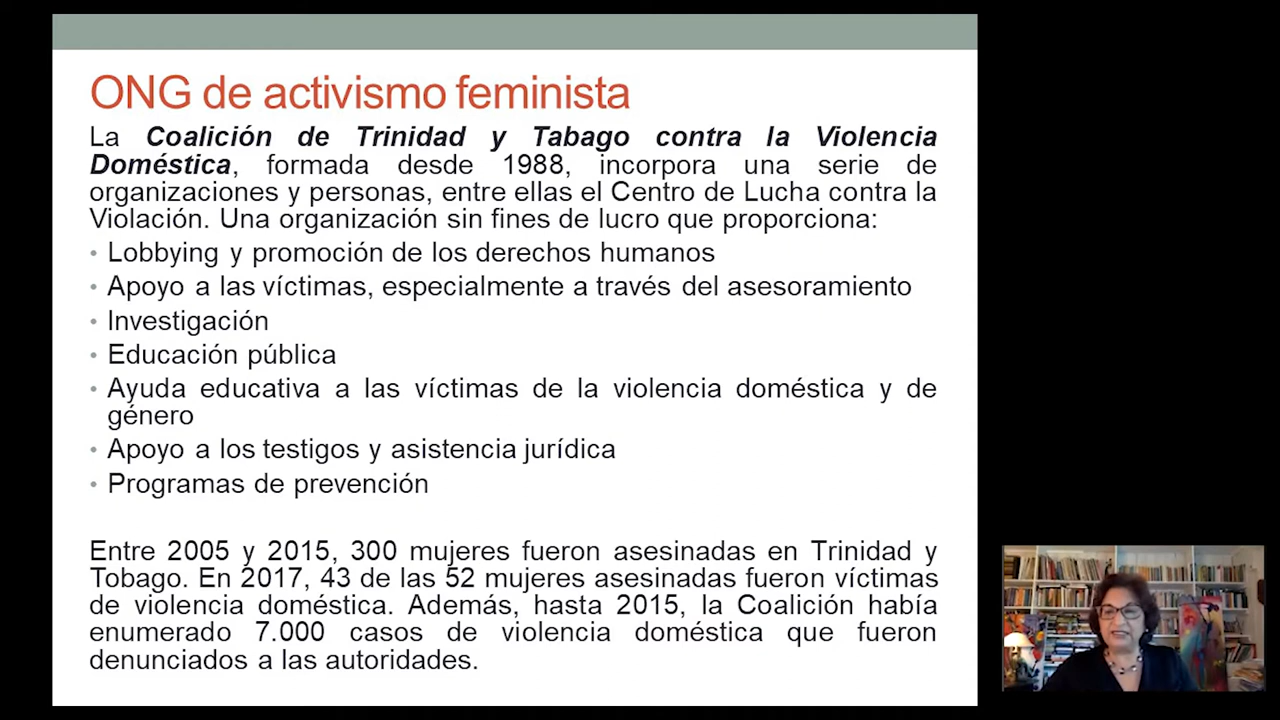 ONG de activismo feminista
La Coalición de Trinidad y Tabago contra la Violencia
Doméstica, formada desde 1988, incorpora una serie de
organizaciones y personas, entre ellas el Centro de Lucha contra la
Violación. Una organización sin fines de lucro que proporciona:
• Lobbying y promoción de los derechos humanos
• Apoyo a las víctimas, especialmente a través del asesoramiento
• Investigación
• Educación pública
• Ayuda educativa a las víctimas de la violencia doméstica y de
género
• Apoyo a los testigos y asistencia jurídica
• Programas de prevención
Entre 2005 y 2015, 300 mujeres fueron asesinadas en Trinidad y
Tobago. En 2017, 43 de las 52 mujeres asesinadas fueron víctimas
de violencia doméstica. Además, hasta 2015, la Coalición había
enumerado 7.000 casos de violencia doméstica que fueron
denunciados a las autoridades.